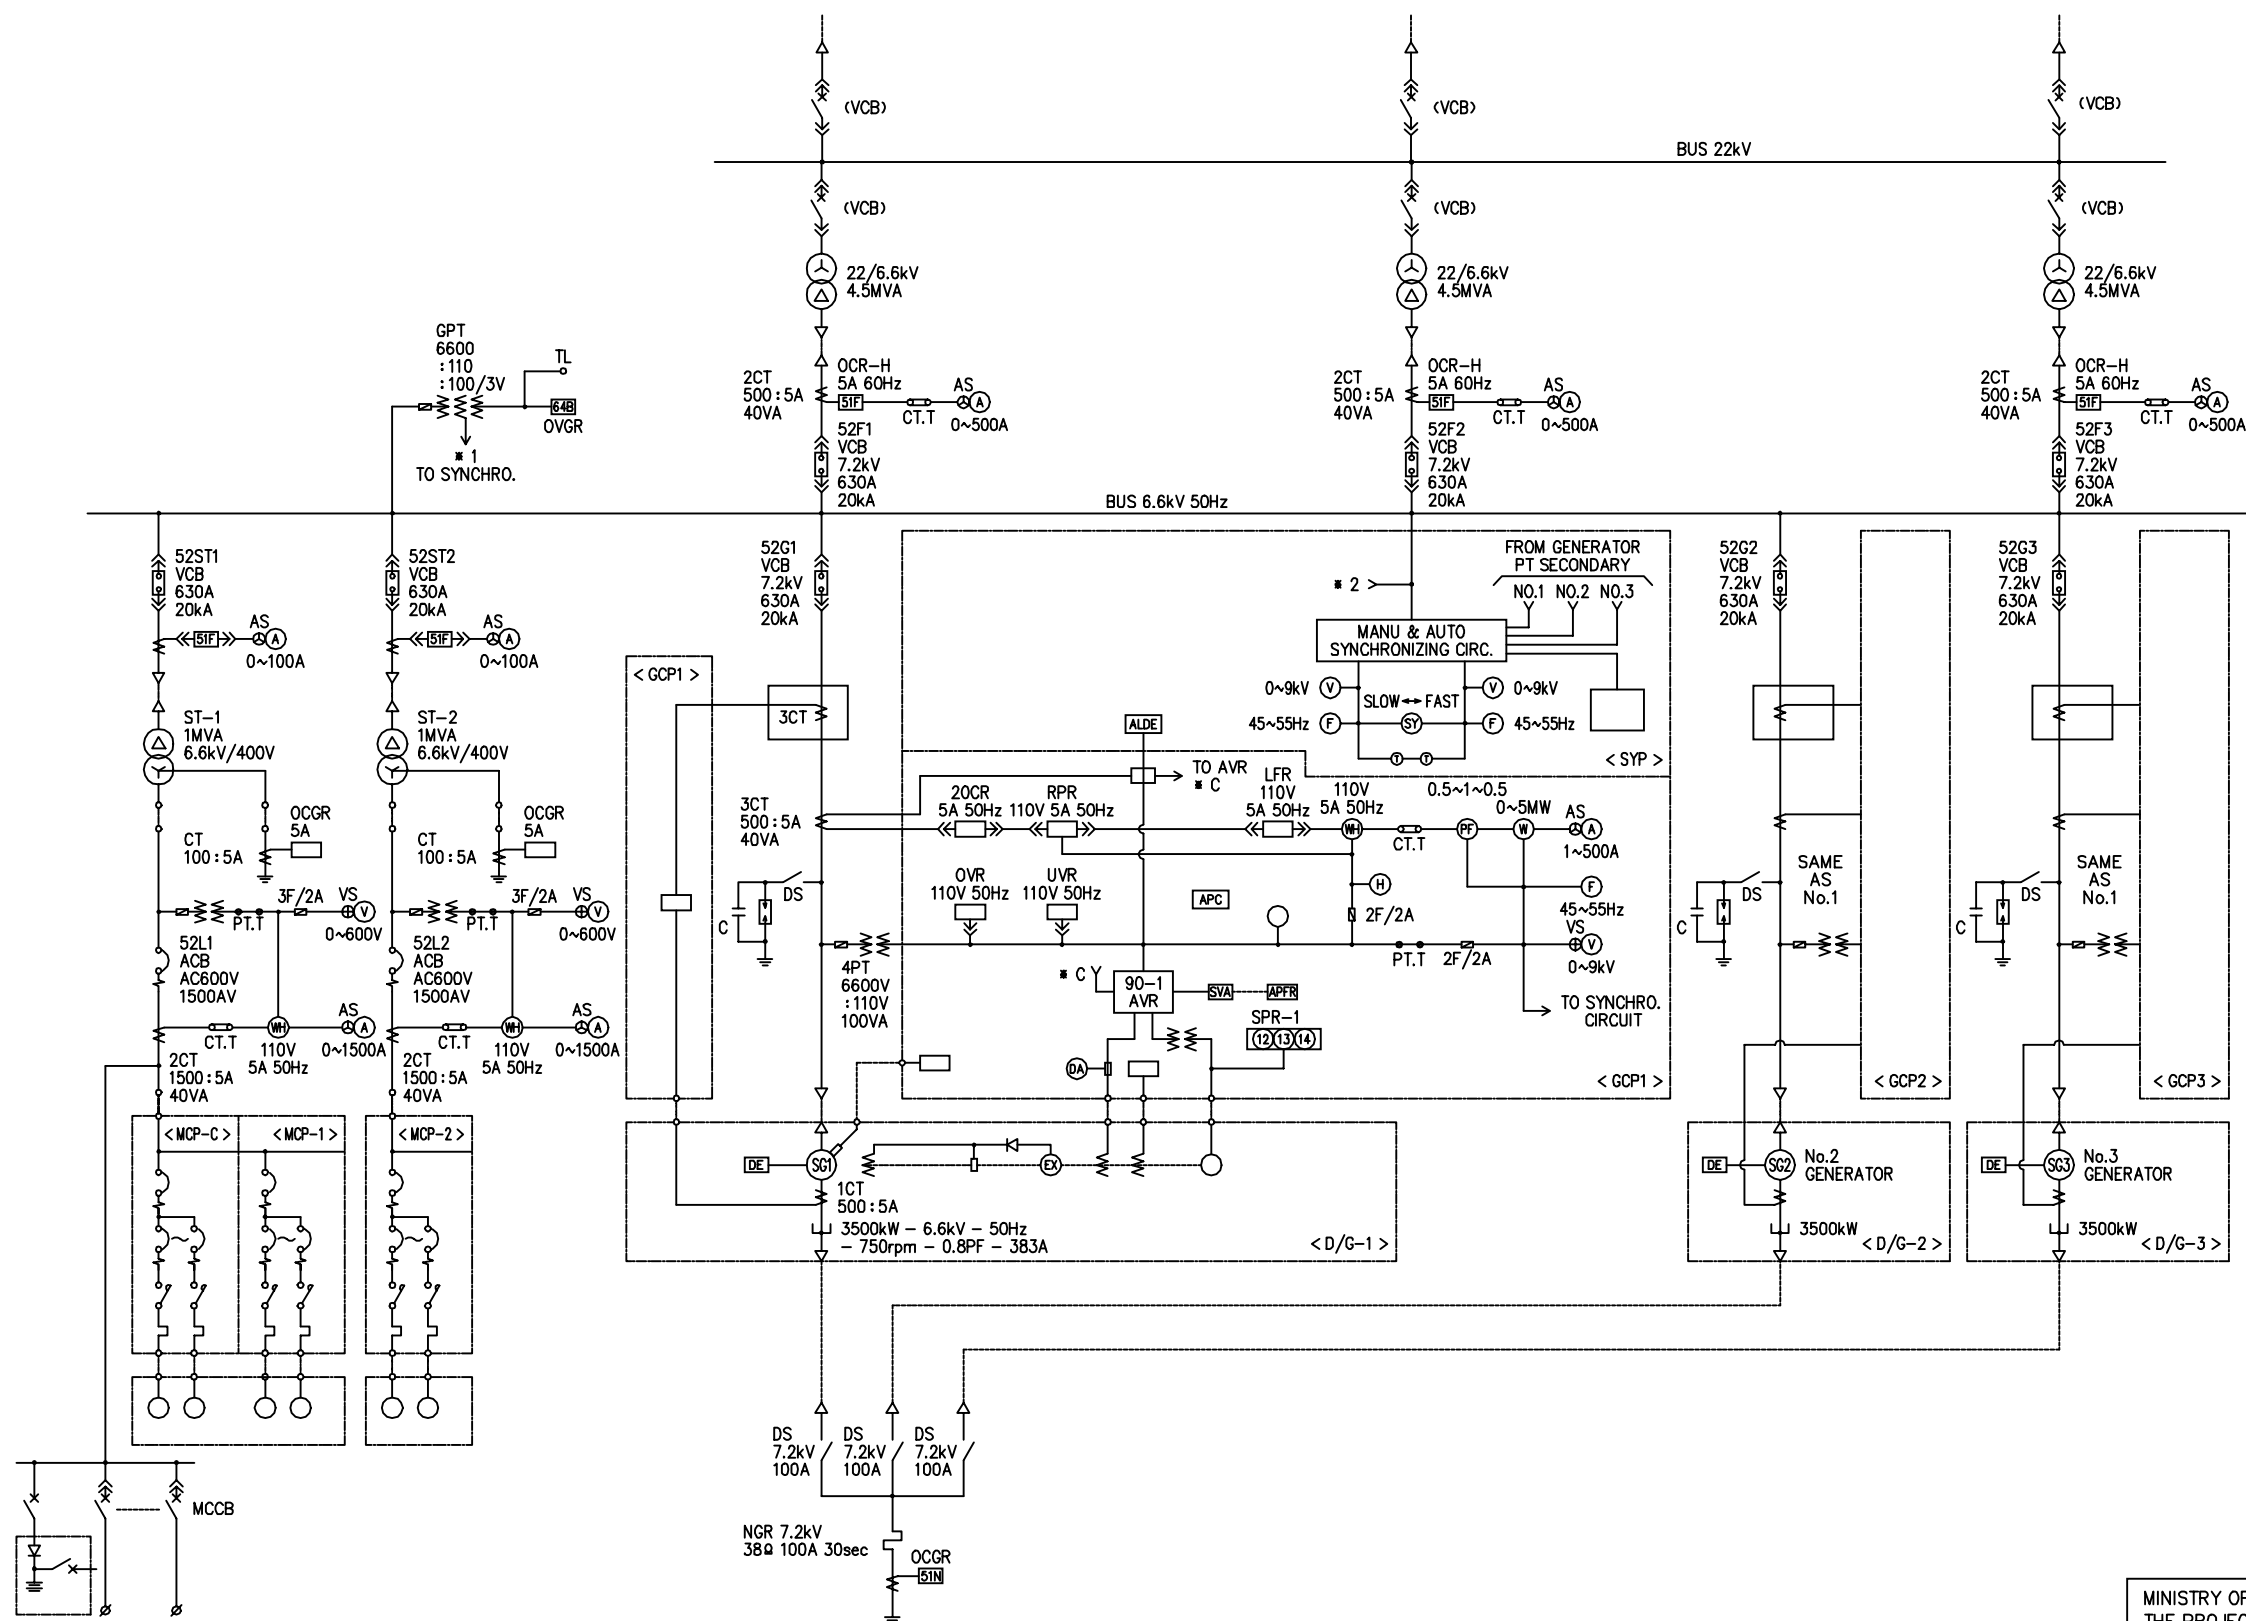 (VCB)
(VCB)
(VCB)
BUS 22kV
(VCB)
(VCB)
(VCB)
22/6.6kV
4.5MVA
22/6.6kV
4.5MVA
22/6.6kV
4.5MVA
GPT
6600
:110
:100/3V
TL
64B
OVGR
※ 1
TO SYNCHRO.
2CT
500:5A
40VA
OCR-H
5A 60Hz
51F
CT.T
AS
A
0~500A
52F1
VCB
7.2kV
630A
20kA
2CT
500:5A
40VA
OCR-H
5A 60Hz
51F
CT.T
AS
A
0~500A
52F2
VCB
7.2kV
630A
20kA
2CT
500:5A
40VA
OCR-H
5A 60Hz
51F
CT.T
AS
A
0~500A
52F3
VCB
7.2kV
630A
20kA
BUS 6.6kV 50Hz
52ST1
VCB
630A
20kA
51F
AS
A
0~100A
ST-1
1MVA
6.6kV/400V
OCGR
5A
CT
100:5A
3F/2A
VS
V
PT.T
0~600V
52L1
ACB
AC600V
1500AV
CT.T
WH
AS
A
110V
5A 50Hz
0~1500A
2CT
1500:5A
40VA
52ST2
VCB
630A
20kA
51F
AS
A
0~100A
ST-2
1MVA
6.6kV/400V
OCGR
5A
CT
100:5A
3F/2A
VS
V
PT.T
0~600V
52L2
ACB
AC600V
1500AV
CT.T
WH
AS
A
110V
5A 50Hz
0~1500A
2CT
1500:5A
40VA
<MCP-C>
<MCP-1>
<MCP-2>
MCCB
52G1
VCB
7.2kV
630A
20kA
< GCP1 >
3CT
3CT
500:5A
40VA
DS
C
4PT
6600V
:110V
100VA
※ 2
FROM GENERATOR
PT SECONDARY
NO.1 NO.2 NO.3
MANU & AUTO
SYNCHRONIZING CIRC.
0~9kV
V
SLOW
FAST
V
0~9kV
45~55Hz
F
SY
F
45~55Hz
T
T
< SYP >
ALDE
TO AVR
※ C
2OCR
5A 50Hz
RPR
110V 5A 50Hz
LFR
110V
5A 50Hz
110V
5A 50Hz
WH
CT.T
0.5~1~0.5
PF
0~5MW
W
AS
A
1~500A
OVR
110V 50Hz
UVR
110V 50Hz
APC
H
2F/2A
F
45~55Hz
PT.T
2F/2A
VS
V
0~9kV
※ C
90-1
AVR
SVA
APFR
TO SYNCHRO.
CIRCUIT
SPR-1
12
13
14
DA
< GCP1 >
DE
SG1
EX
1CT
500:5A
3500kW - 6.6kV - 50Hz
- 750rpm - 0.8PF - 383A
< D/G-1 >
52G2
VCB
7.2kV
630A
20kA
DS
C
SAME
AS
No.1
< GCP2 >
DE
SG2
No.2
GENERATOR
3500kW
< D/G-2 >
52G3
VCB
7.2kV
630A
20kA
DS
C
SAME
AS
No.1
< GCP3 >
DE
SG3
No.3
GENERATOR
3500kW
< D/G-3 >
DS
7.2kV
100A
DS
7.2kV
100A
DS
7.2kV
100A
NGR 7.2kV
38Ω 100A 30sec
OCGR
51N
MINISTRY OF